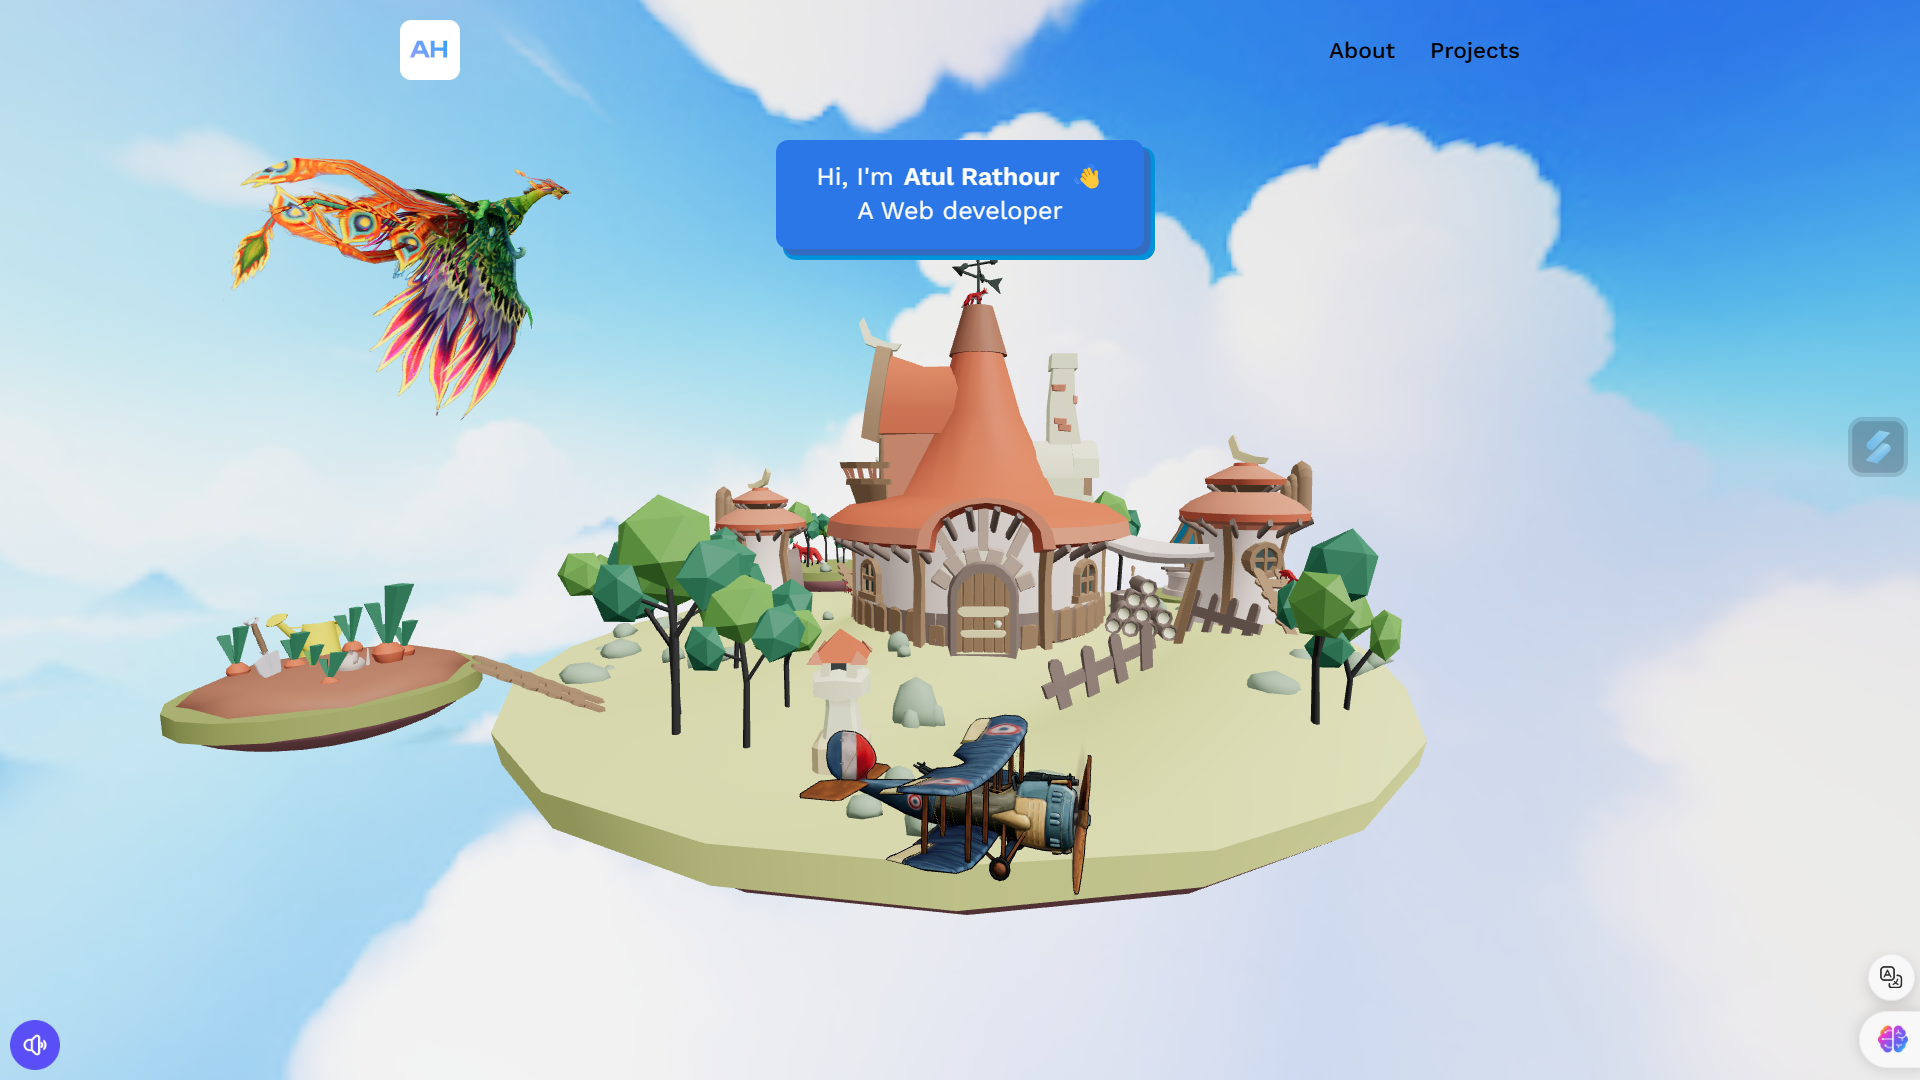 AH
About
Projects
Hi, I'm Atul Rathour 👋
A Web developer